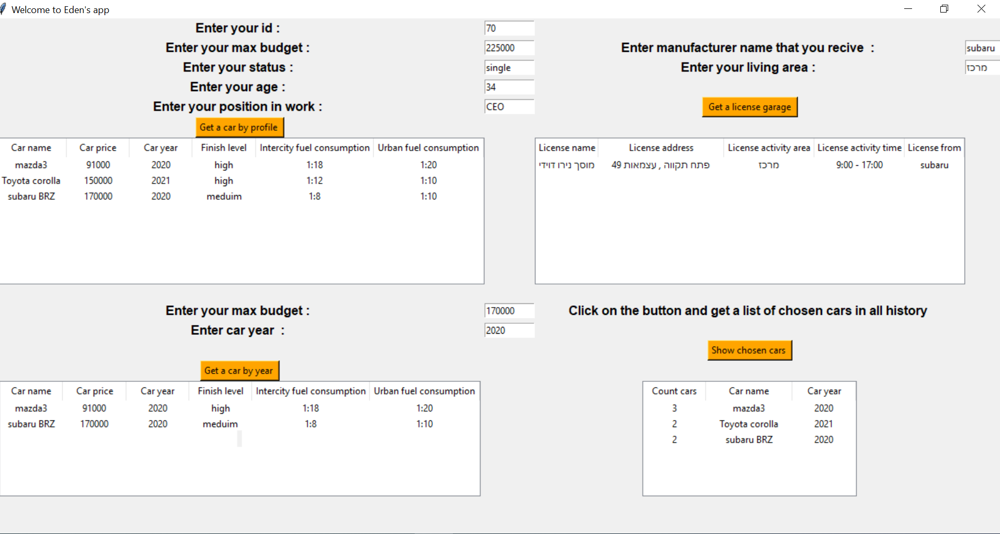 Welcome to Eden's app
Enter your id : 70
Enter your max budget : 225000
Enter your status : single
Enter your age : 34
Enter your position in work : CEO
Get a car by profile
Car name Car price Car year Finish level Intercity fuel consumption Urban fuel consumption
mazda3 91000 2020 high 1:18 1:20
Toyota corolla 150000 2021 high 1:12 1:10
subaru BRZ 170000 2020 meduim 1:8 1:10
Enter manufacturer name that you recive : subaru
Enter your living area : מרכז
Get a license garage
License name License address License activity area License activity time License from
מוסך נירו דוידי פתח תקווה , עצמאות 49 מרכז 9:00 - 17:00 subaru
Enter your max budget : 170000
Enter car year : 2020
Get a car by year
Car name Car price Car year Finish level Intercity fuel consumption Urban fuel consumption
mazda3 91000 2020 high 1:18 1:20
subaru BRZ 170000 2020 meduim 1:8 1:10
Click on the button and get a list of chosen cars in all history
Show chosen cars
Count cars Car name Car year
3 mazda3 2020
2 Toyota corolla 2021
2 subaru BRZ 2020